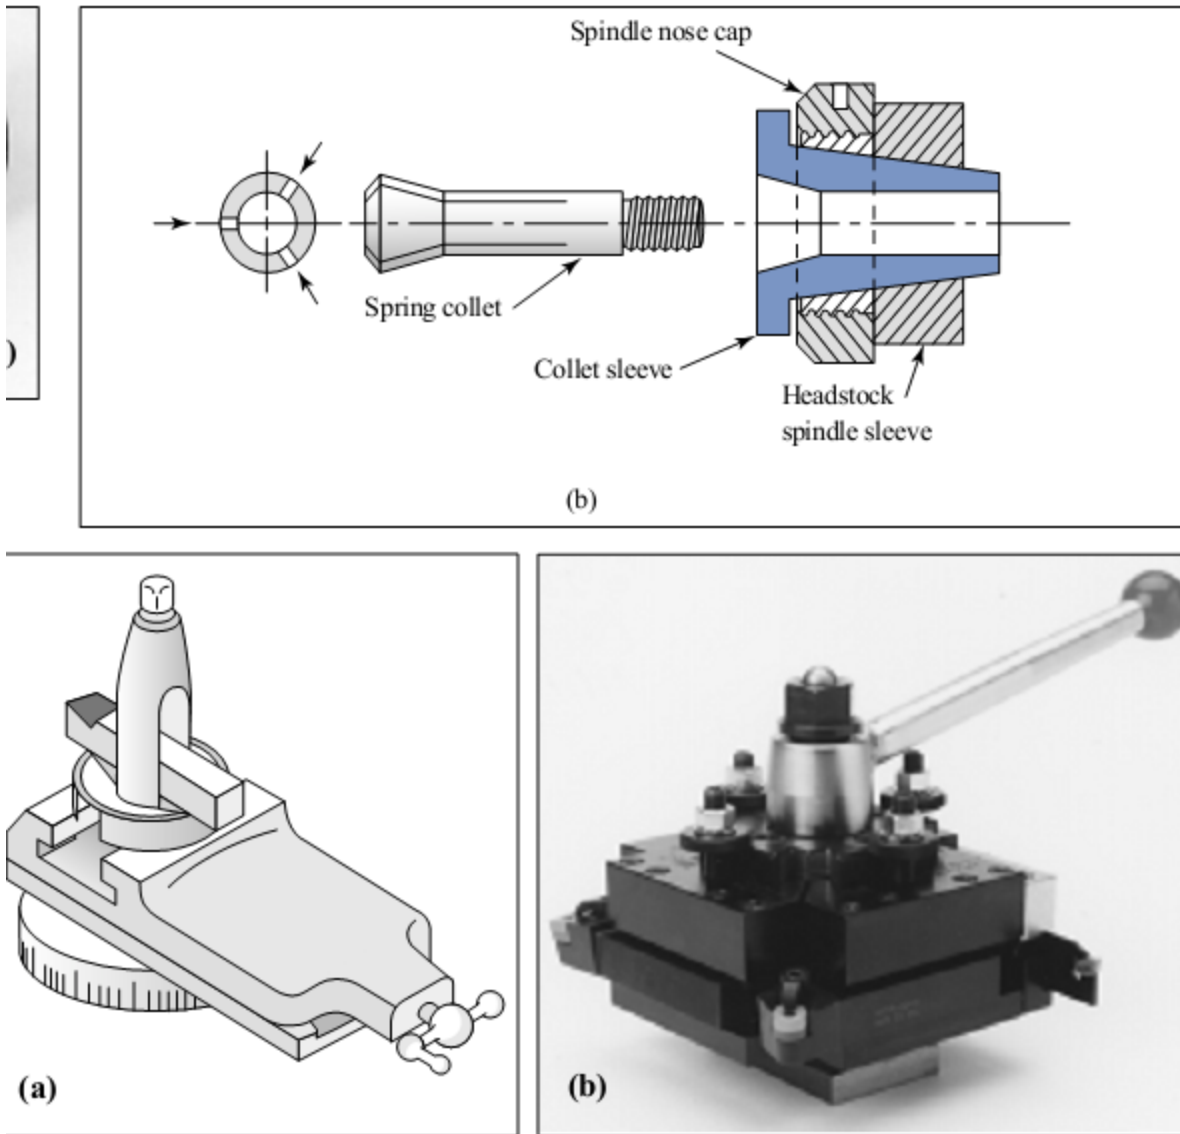 Spindle nose cap
Spring collet
)
Collet sleeve
Headstock
spindle sleeve
(b)
(a)
(b)